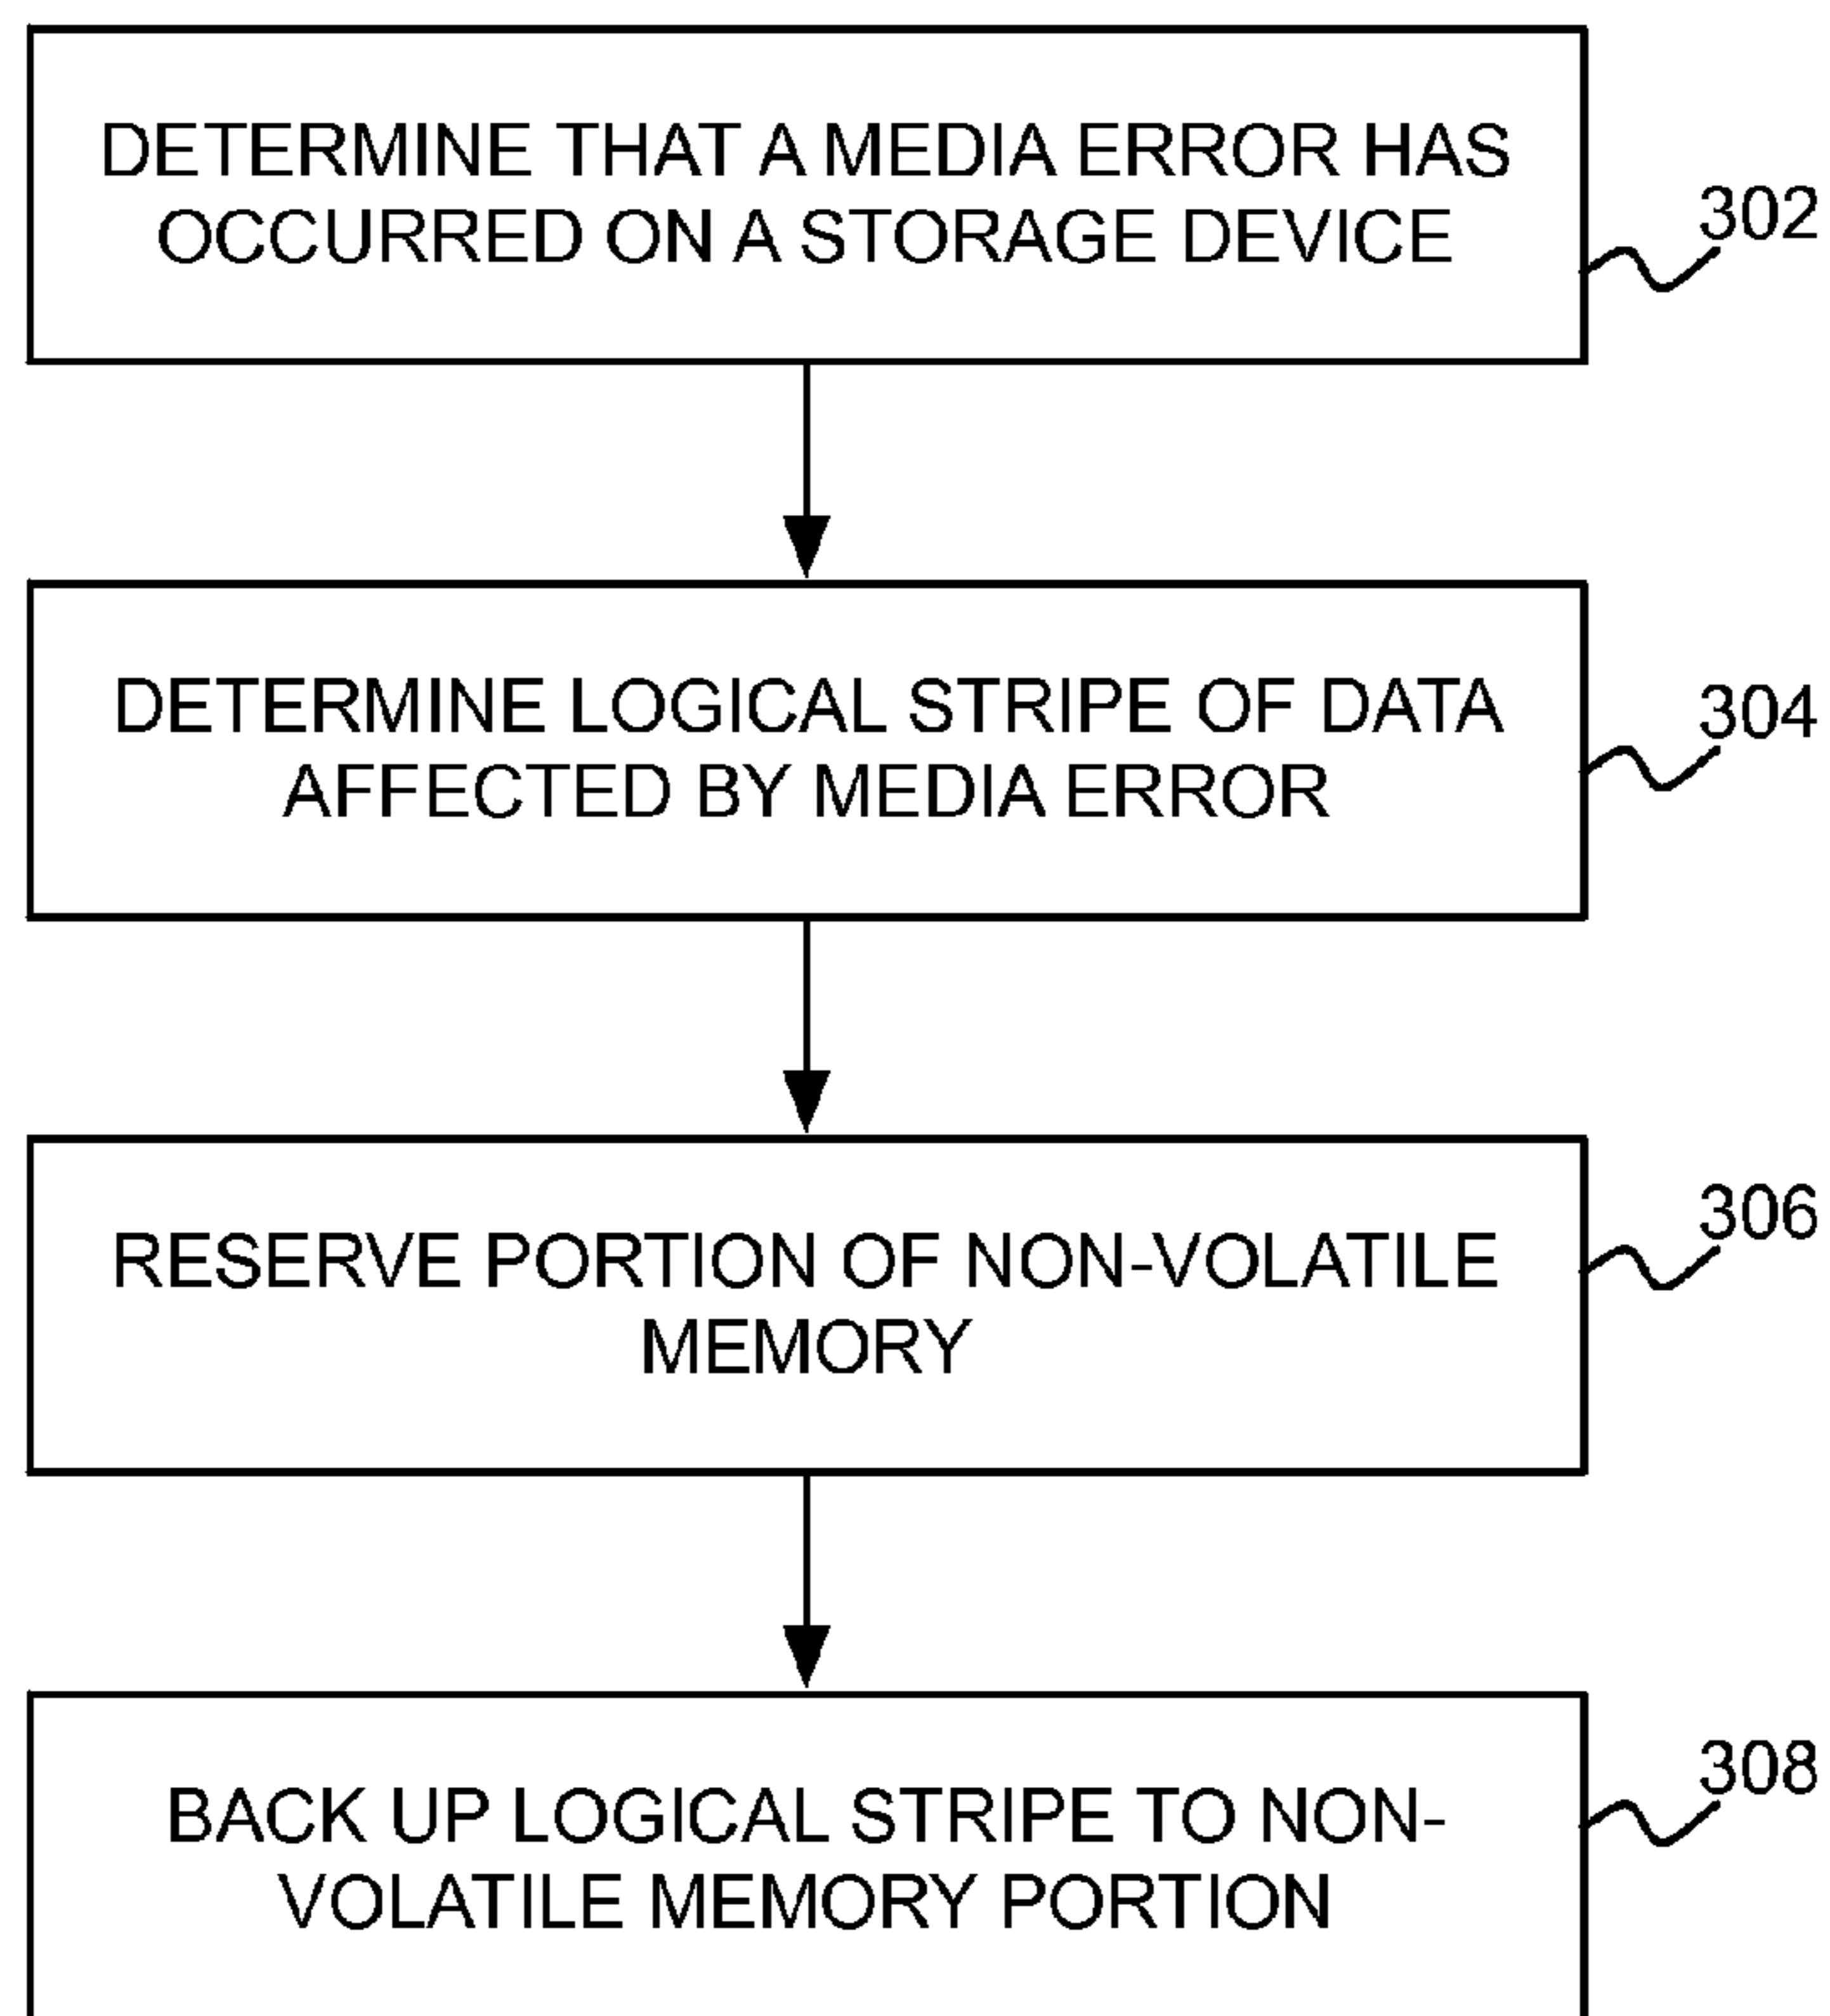 DETERMINE THAT A MEDIA ERROR HAS
OCCURRED ON A STORAGE DEVICE
302
DETERMINE LOGICAL STRIPE OF DATA
AFFECTED BY MEDIA ERROR
304
RESERVE PORTION OF NON-VOLATILE
MEMORY
306
BACK UP LOGICAL STRIPE TO NON-
VOLATILE MEMORY PORTION
308